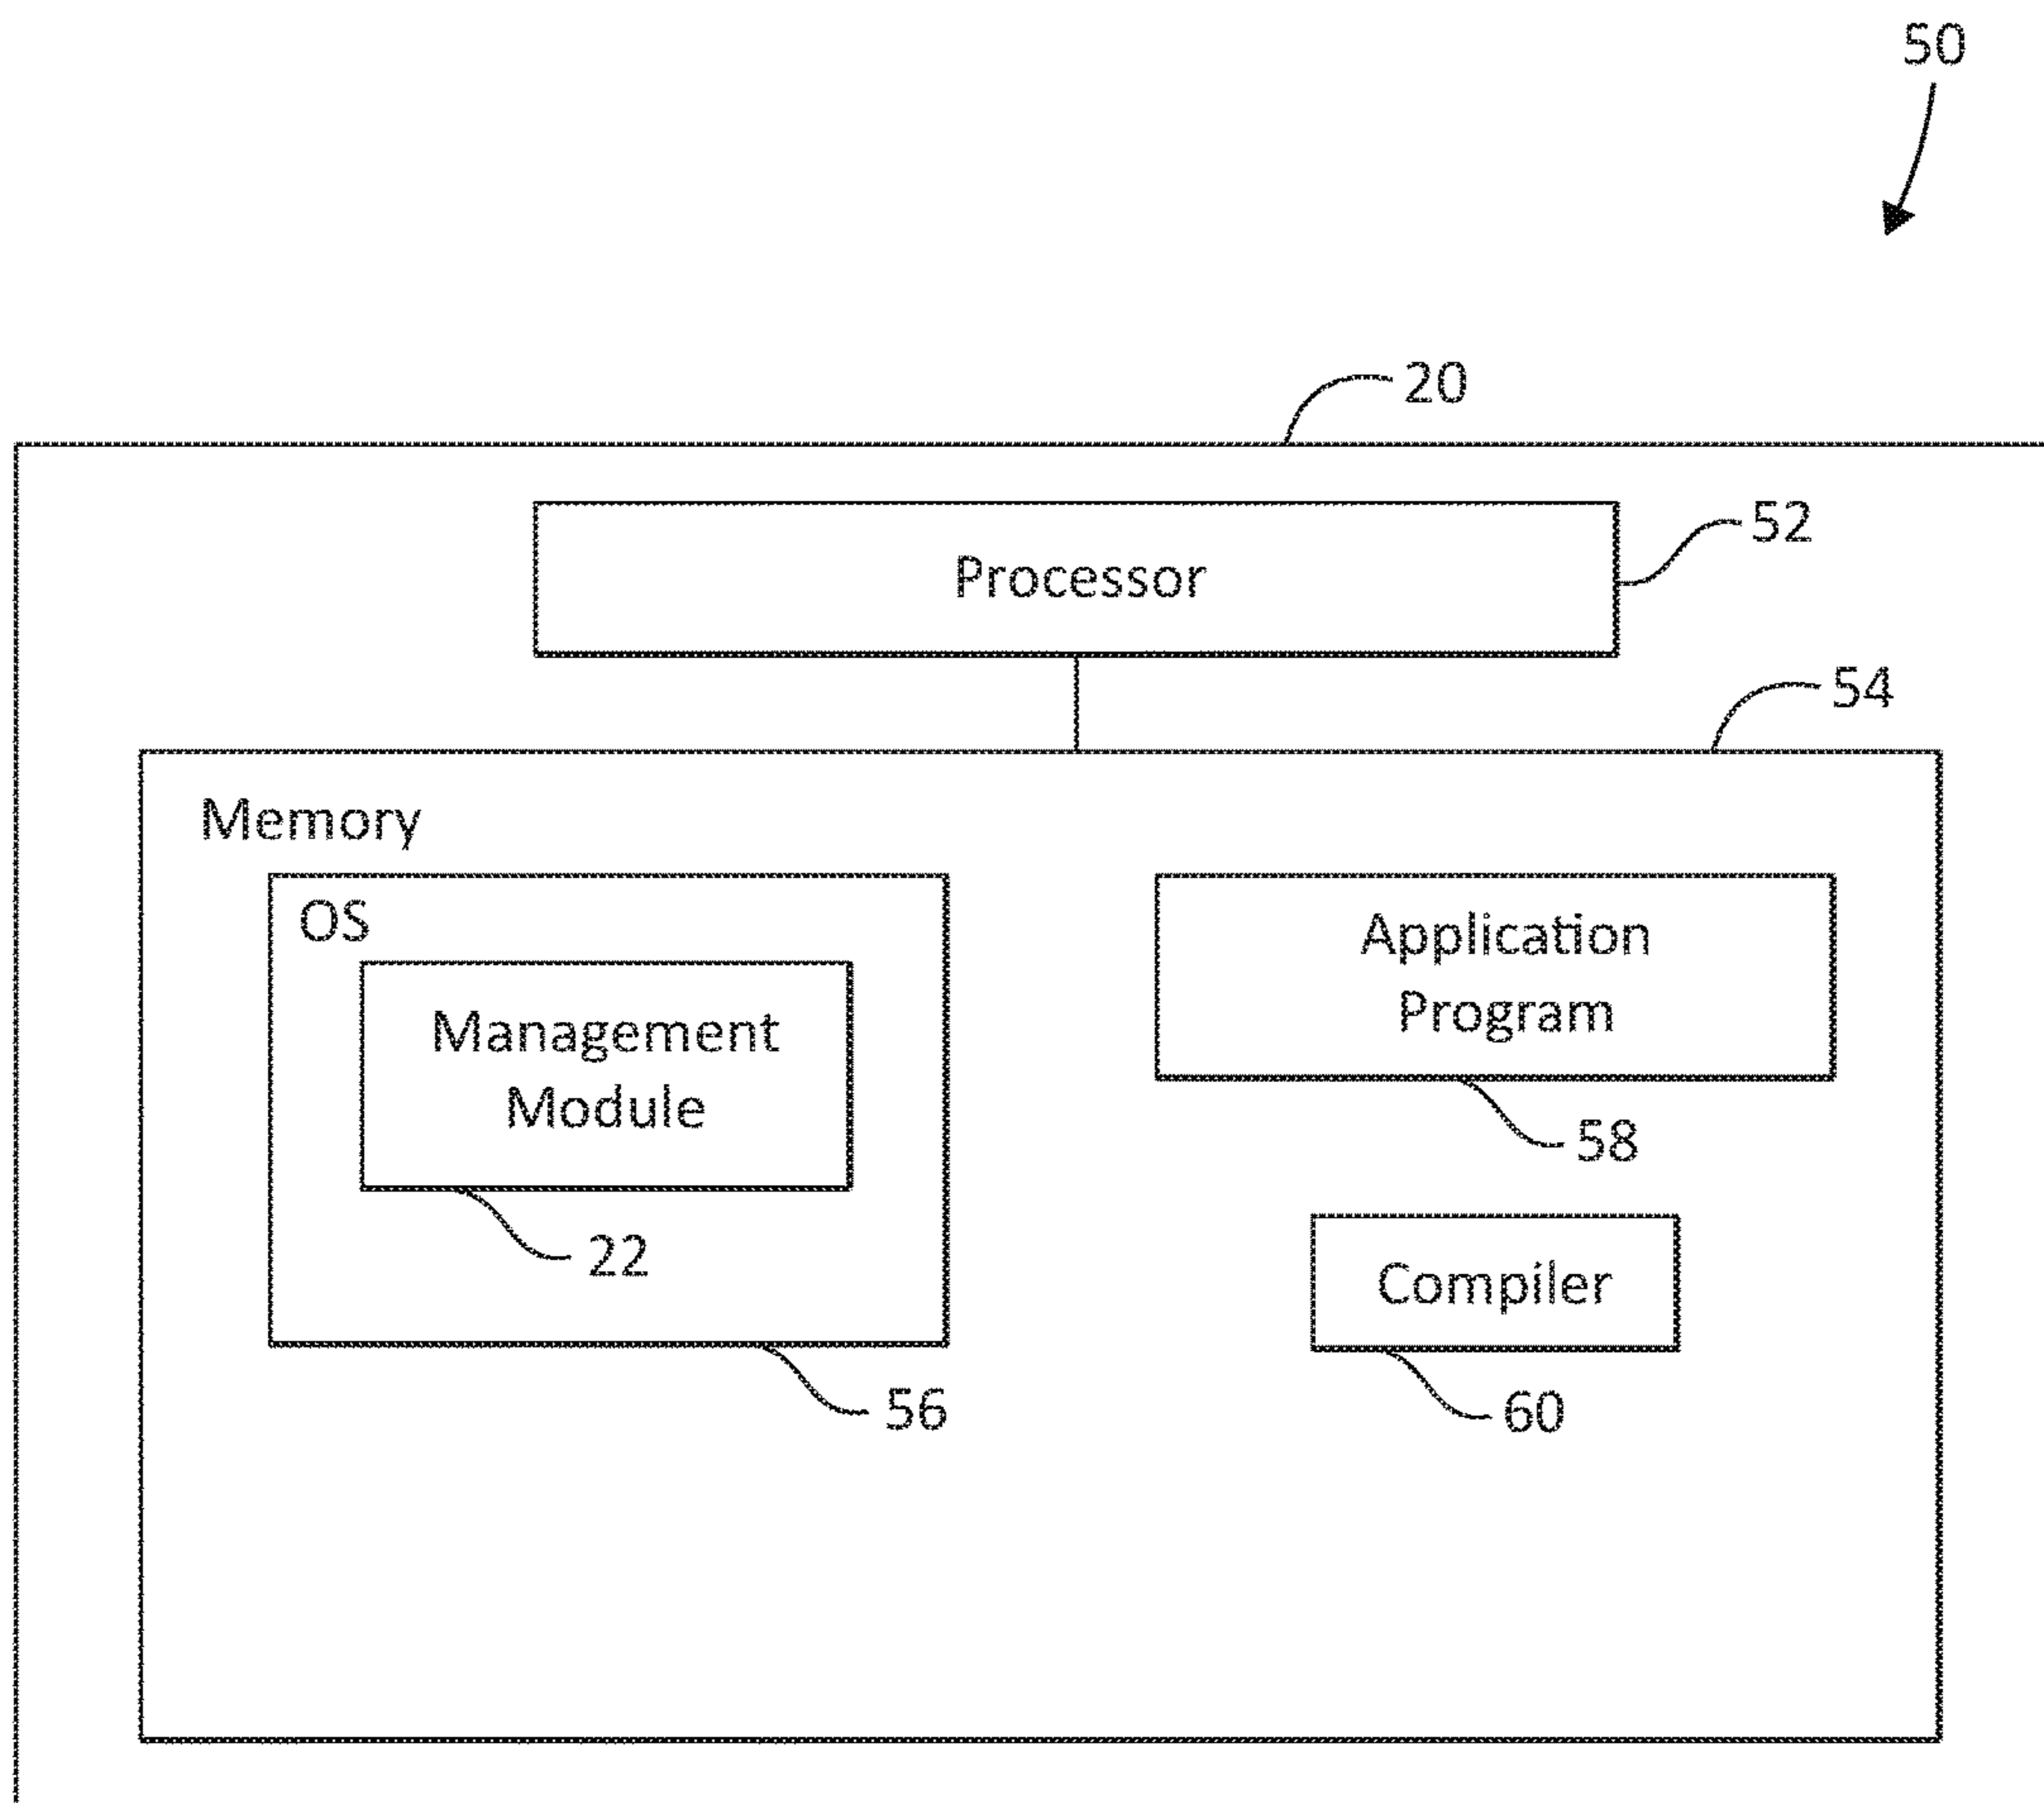 50
20
Processor
52
54
Memory
OS
Management
Module
22
56
Application
Program
58
Compiler
60